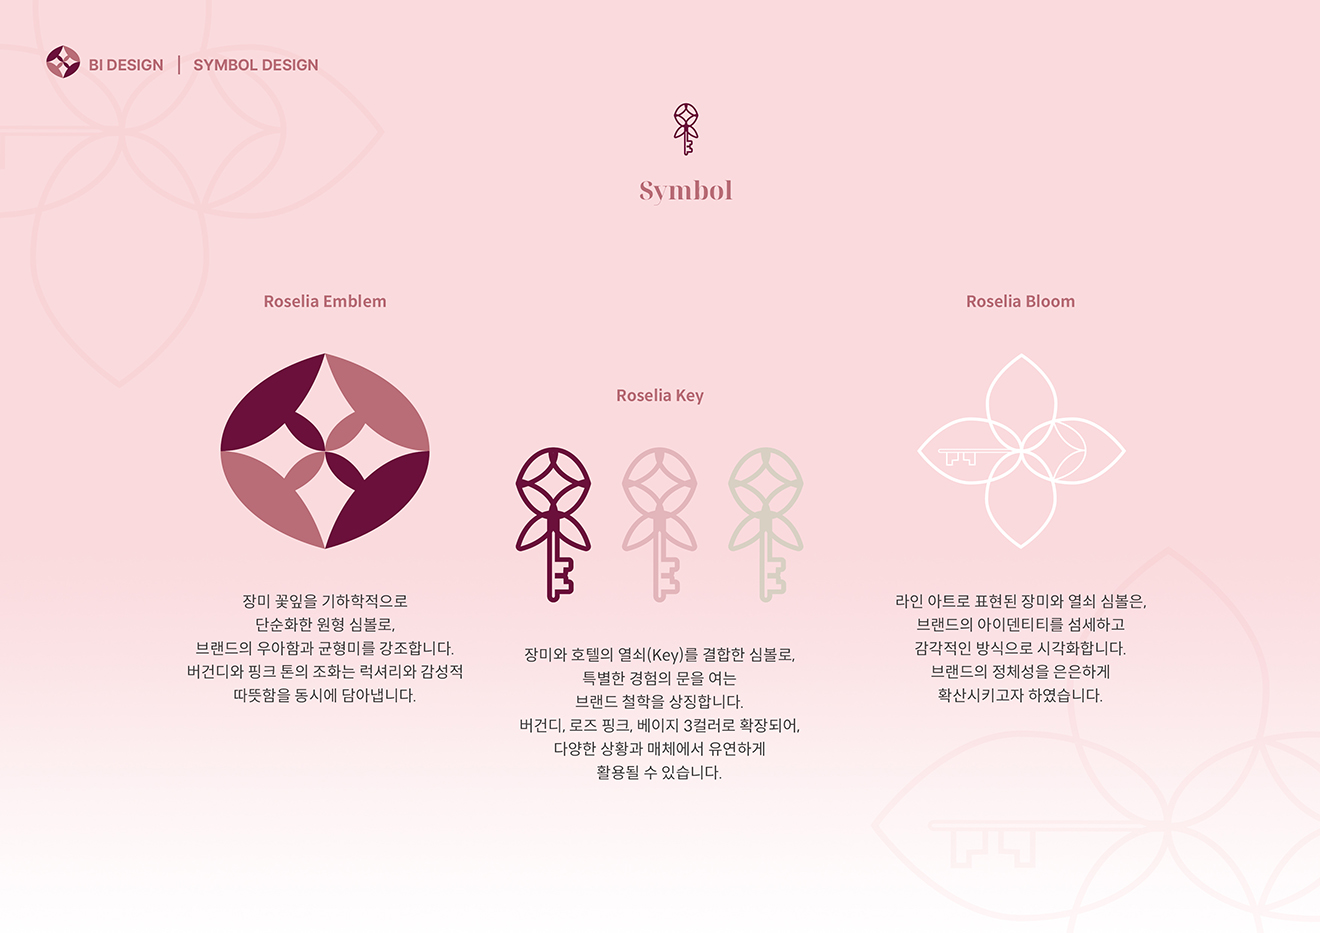 BI DESIGN | SYMBOL DESIGN
Symbol
Roselia Emblem
장미 꽃잎을 기하학적으로
단순화한 원형 심볼로,
브랜드의 우아함과 균형미를 강조합니다.
버건디와 핑크 톤의 조화는 럭셔리와 감성적
따뜻함을 동시에 담아냅니다.
Roselia Key
장미와 호텔의 열쇠(Key)를 결합한 심볼로,
특별한 경험의 문을 여는
브랜드 철학을 상징합니다.
버건디, 로즈 핑크, 베이지 3컬러로 확장되어,
다양한 상황과 매체에서 유연하게
활용될 수 있습니다.
Roselia Bloom
라인 아트로 표현된 장미와 열쇠 심볼은,
브랜드의 아이덴티티를 섬세하고
감각적인 방식으로 시각화합니다.
브랜드의 정체성을 은은하게
확산시키고자 하였습니다.